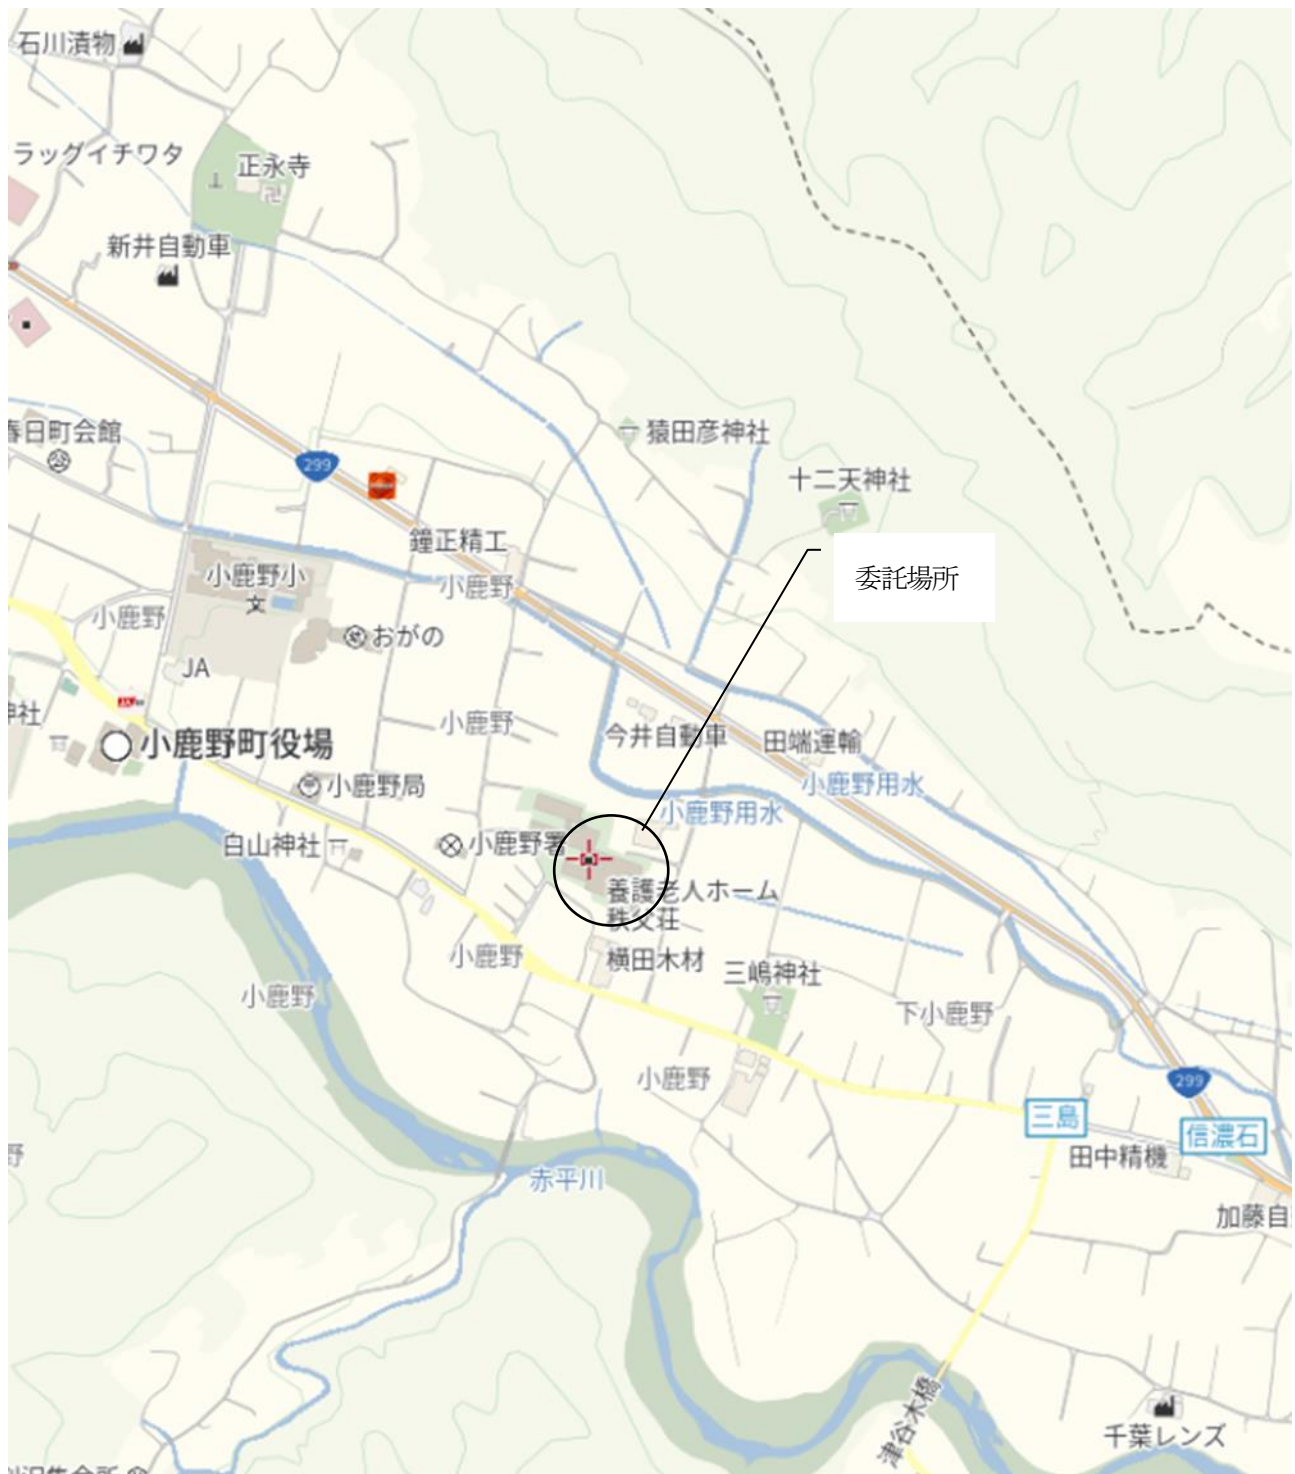 石川漬物
ラッグイチワタ
正永寺
新井自動車
春日町会館
299
猿田彦神社
十二天神社
鐘正精工
小鹿野
委託場所
小鹿野小
文
小鹿野
おがの
JA
JA
神社
小鹿野
小鹿野町役場
今井自動車
田端運輸
小鹿野用水
小鹿野局
小鹿野用水
白山神社
小鹿野署
養護老人ホーム
秩父荘
小鹿野
横田木材
三嶋神社
小鹿野
下小鹿野
小鹿野
299
三島
信濃石
野
田中精機
赤平川
加藤自
津谷木橋
千葉レンズ